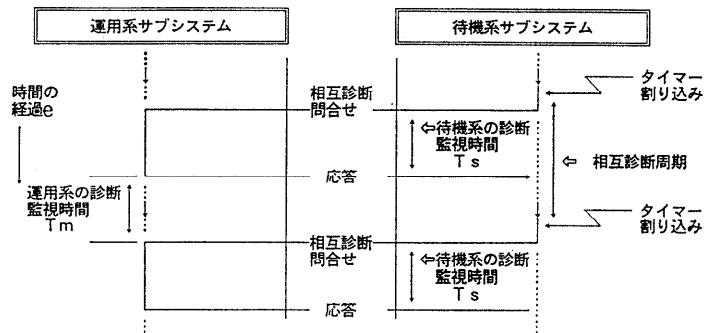 運用系サブシステム
待機系サブシステム
時間の
経過e
相互診断
問合せ
タイマー
割り込み
⇦待機系の診断
監視時間
Ts
⇦ 相互診断周期
応答
運用系の診断
監視時間
Tm
タイマー
割り込み
相互診断
問合せ
⇦待機系の診断
監視時間
Ts
応答